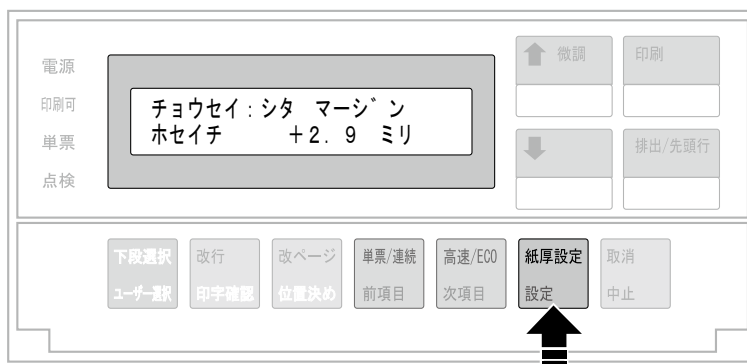 電源
印刷可
単票
点検
チョウセイ:シタ マージン
ホセイチ +2.9 ミリ
微調
印刷
排出/先頭行
下段選択
ユーザー選択
改行
印字確認
改ページ
位置決め
単票/連続
前項目
高速/ECO
次項目
紙厚設定
設定
取消
中止